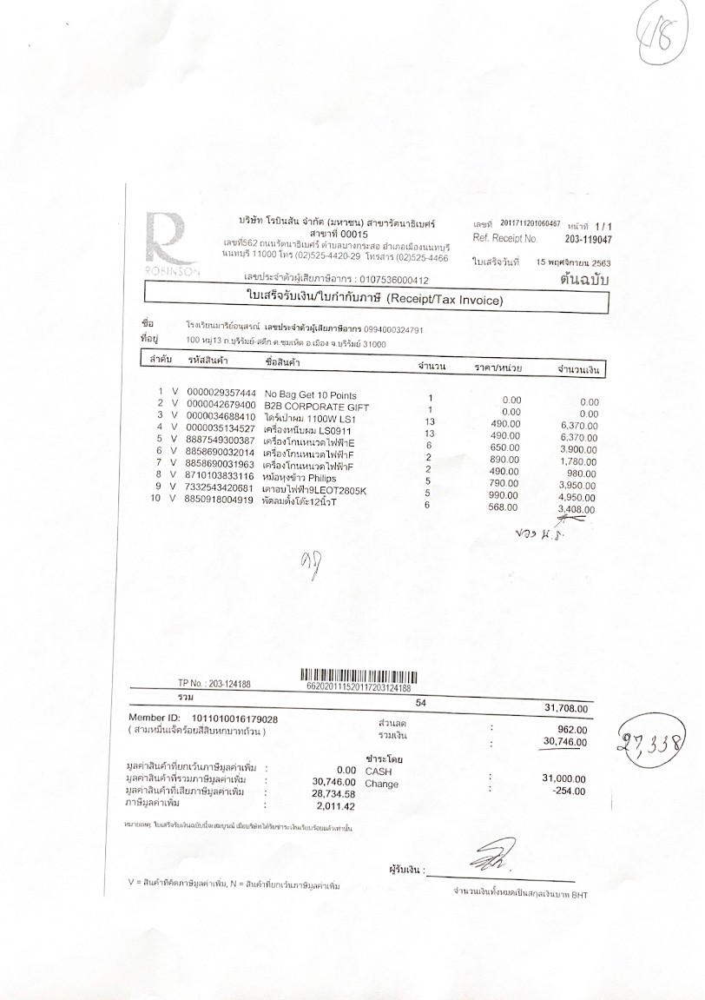 418
บริษัท โรบินสัน จำกัด (มหาชน) สาขารัตนาธิเบศร์
สาขาที่ 00015
เลขที่562 ถนนรัตนาธิเบศร์ ตำบลบางกระสอ อำเภอเมืองนนทบุรี
นนทบุรี 11000 โทร (02)525-4420-29 โทรสาร (02)525-4466
เลขที่ 2011711201060467 หน้าที่ 1 / 1
Ref. Receipt No. 203-119047
ใบเสร็จวันที่ 15 พฤศจิกายน 2563
R
ROBINSON
เลขประจำตัวผู้เสียภาษีอากร : 0107536000412
ต้นฉบับ
ใบเสร็จรับเงิน/ใบกำกับภาษี (Receipt/Tax Invoice)
ชื่อ โรงเรียนมารีย์อนุสรณ์ เลขประจำตัวผู้เสียภาษีอากร 0994000324791
ที่อยู่ 100 หมู่13 ถ.บุรีรัมย์-สตึก ต.ชุมเห็ด อ.เมือง จ.บุรีรัมย์ 31000
ลำดับ รหัสสินค้า ชื่อสินค้า จำนวน ราคา/หน่วย จำนวนเงิน
1 V 0000029357444 No Bag Get 10 Points 1 0.00 0.00
2 V 0000042679400 B2B CORPORATE GIFT 1 0.00 0.00
3 V 0000034688410 ไดร์เป่าผม 1100W LS1 13 490.00 6,370.00
4 V 0000035134527 เครื่องหนีบผม LS0911 13 490.00 6,370.00
5 V 8887549300387 เครื่องโกนหนวดไฟฟ้าE 6 650.00 3,900.00
6 V 8858690032014 เครื่องโกนหนวดไฟฟ้าF 2 890.00 1,780.00
7 V 8858690031963 เครื่องโกนหนวดไฟฟ้าF 2 490.00 980.00
8 V 8710103833116 หม้อหุงข้าว Philips 5 790.00 3,950.00
9 V 7332543420681 เตาอบไฟฟ้า9LEOT2805K 5 990.00 4,950.00
10 V 8850918004919 พัดลมตั้งโต๊ะ12นิ้วT 6 568.00 3,408.00
ของ น.ร.
TP No. : 203-124188
66202011152011720​3124188
รวม 54 31,708.00
Member ID: 1011010016179028 ส่วนลด : 962.00
( สามหมื่นเจ็ดร้อยสี่สิบหกบาทถ้วน ) รวมเงิน : 30,746.00
27,338
ชำระโดย
มูลค่าสินค้าที่ยกเว้นภาษีมูลค่าเพิ่ม : 0.00 CASH : 31,000.00
มูลค่าสินค้าที่รวมภาษีมูลค่าเพิ่ม : 30,746.00 Change : -254.00
มูลค่าสินค้าที่เสียภาษีมูลค่าเพิ่ม : 28,734.58
ภาษีมูลค่าเพิ่ม : 2,011.42
หมายเหตุ: ใบเสร็จรับเงินฉบับนี้จะสมบูรณ์ เมื่อบริษัทได้รับชำระเงินเรียบร้อยแล้วเท่านั้น
ผู้รับเงิน :
V = สินค้าที่คิดภาษีมูลค่าเพิ่ม, N = สินค้าที่ยกเว้นภาษีมูลค่าเพิ่ม
จำนวนเงินทั้งหมดเป็นสกุลเงินบาท BHT